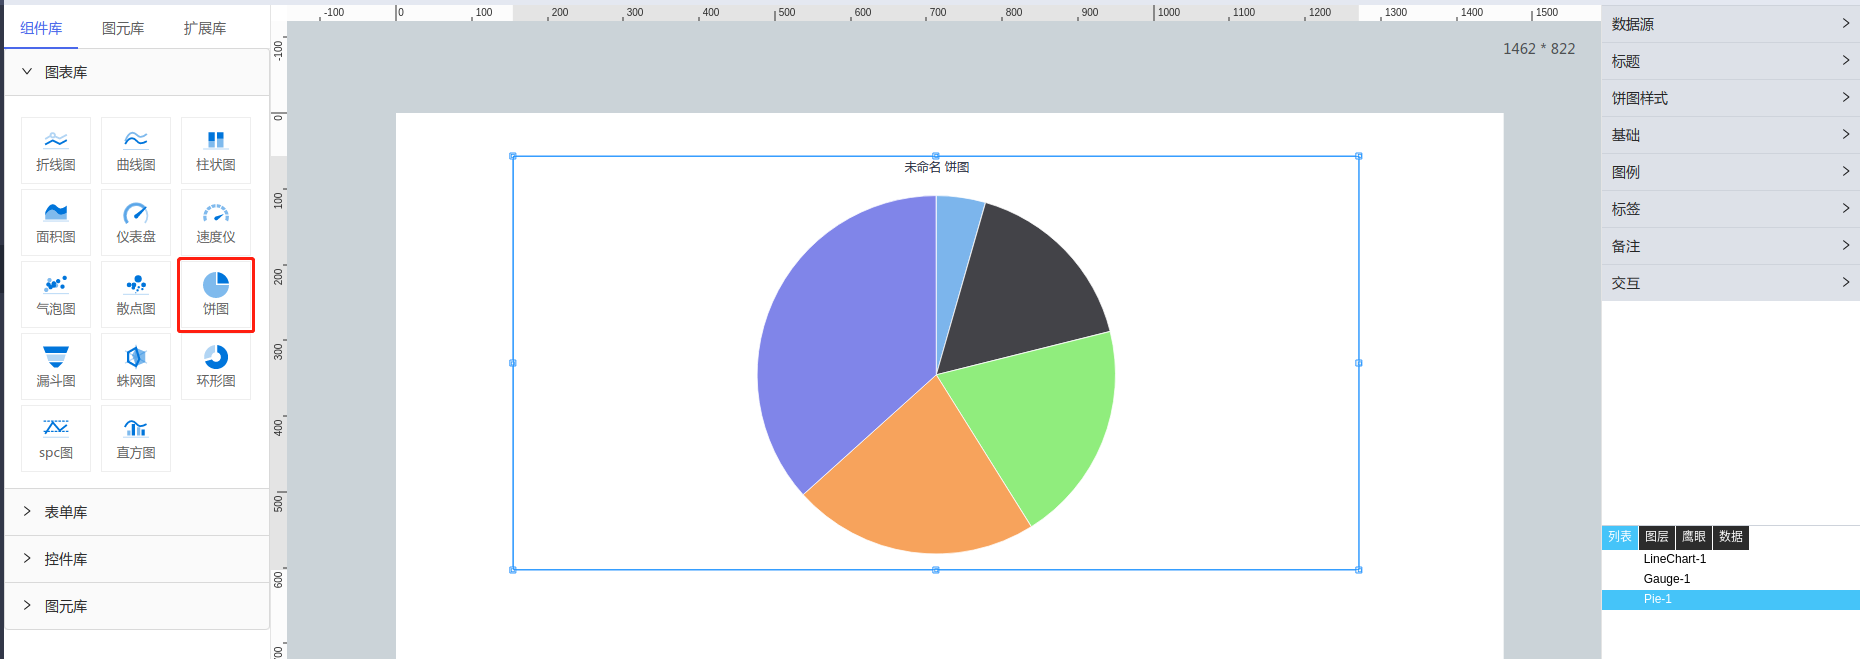 组件库 图元库 扩展库
图表库
折线图 曲线图 柱状图
面积图 仪表盘 速度仪
气泡图 散点图 饼图
漏斗图 蛛网图 环形图
spc图 直方图
表单库
控件库
图元库
-100 0 100 200 300 400 500 600 700 800 900 1000 1100 1200 1300 1400 1500
-100
0
100
200
300
400
500
600
1462 * 822
未命名 饼图
数据源
标题
饼图样式
基础
图例
标签
备注
交互
列表 图层 鹰眼 数据
LineChart-1
Gauge-1
Pie-1